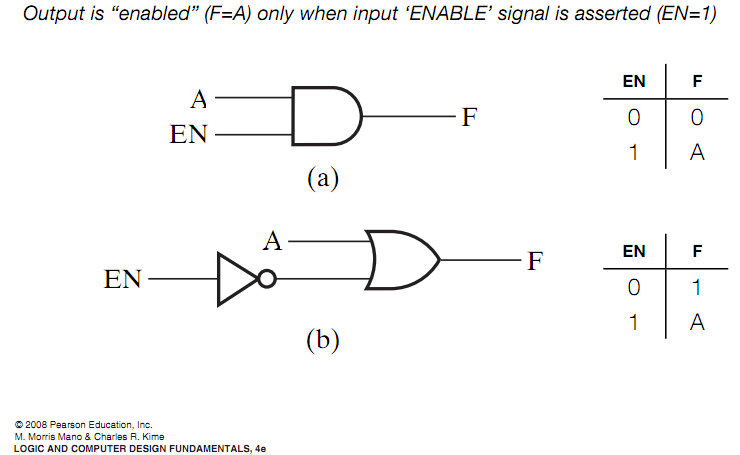 Output is “enabled” (F=A) only when input ‘ENABLE’ signal is asserted (EN=1)
A
EN
F
(a)
EN F
0 0
1 A
A
EN
F
(b)
EN F
0 1
1 A
© 2008 Pearson Education, Inc.
M. Morris Mano & Charles R. Kime
LOGIC AND COMPUTER DESIGN FUNDAMENTALS, 4e